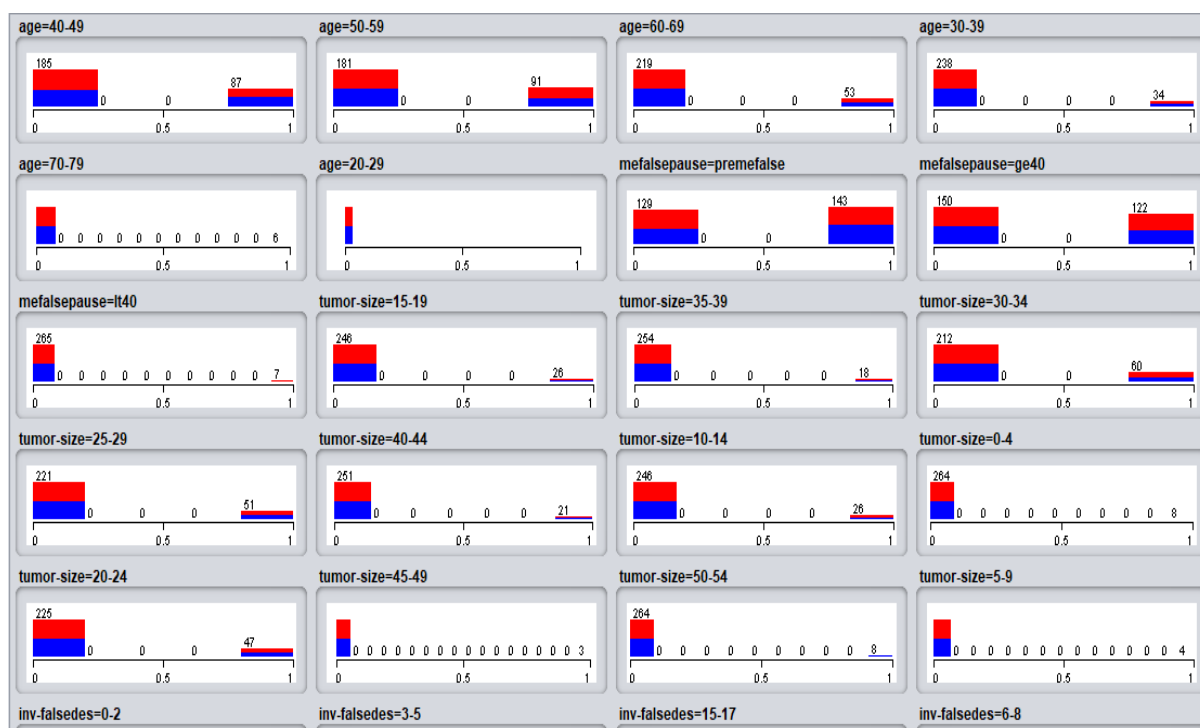 age=40-49 age=50-59 age=60-69 age=30-39
185 0 0 87 181 0 0 91 219 0 0 0 53 238 0 0 0 0 34
0 0.5 1 0 0.5 1 0 0.5 1 0 0.5 1
age=70-79 age=20-29 mefalsepause=premefalse mefalsepause=ge40
0 0 0 0 0 0 0 0 0 0 0 6 129 0 0 143 150 0 0 122
0 0.5 1 0 0.5 1 0 0.5 1 0 0.5 1
mefalsepause=lt40 tumor-size=15-19 tumor-size=35-39 tumor-size=30-34
265 0 0 0 0 0 0 0 0 0 0 7 246 0 0 0 0 26 254 0 0 0 0 0 18 212 0 0 60
0 0.5 1 0 0.5 1 0 0.5 1 0 0.5 1
tumor-size=25-29 tumor-size=40-44 tumor-size=10-14 tumor-size=0-4
221 0 0 0 51 251 0 0 0 0 0 21 246 0 0 0 0 26 264 0 0 0 0 0 0 0 0 0 8
0 0.5 1 0 0.5 1 0 0.5 1 0 0.5 1
tumor-size=20-24 tumor-size=45-49 tumor-size=50-54 tumor-size=5-9
225 0 0 0 47 0 0 0 0 0 0 0 0 0 0 0 0 0 0 0 0 3 264 0 0 0 0 0 0 0 0 0 8 0 0 0 0 0 0 0 0 0 0 0 0 0 4
0 0.5 1 0 0.5 1 0 0.5 1 0 0.5 1
inv-falsedes=0-2 inv-falsedes=3-5 inv-falsedes=15-17 inv-falsedes=6-8